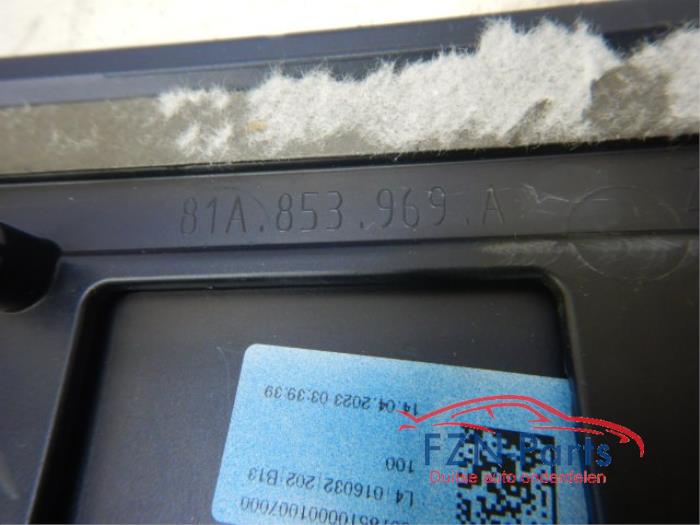 81A.853.969.A
14.04.2023 03:39:39
100
L4|016032|202|B13
FZN-Parts
Duitse auto onderdelen